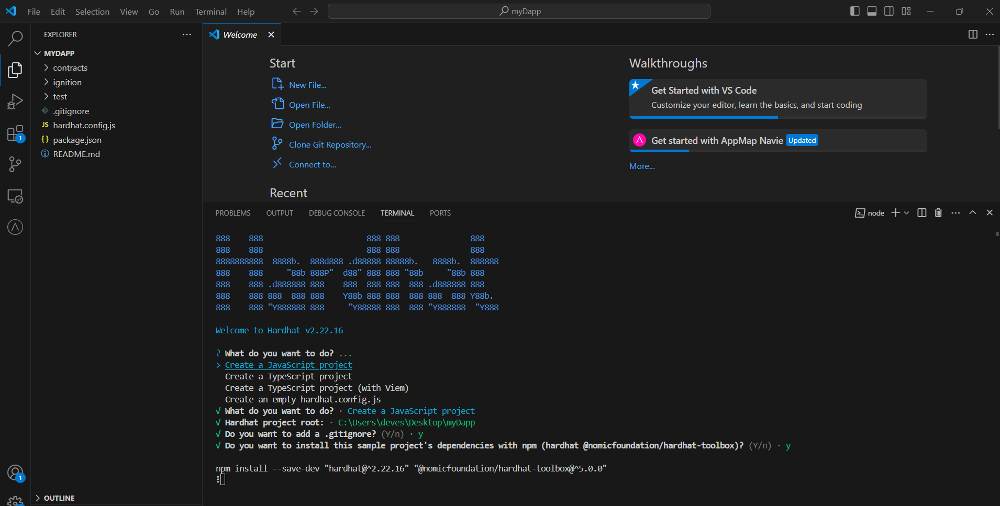 File Edit Selection View Go Run Terminal Help
myDapp
EXPLORER
MYDAPP
contracts
ignition
test
.gitignore
JS hardhat.config.js
{} package.json
README.md
OUTLINE
1
1
Welcome
Start
New File...
Open File...
Open Folder...
Clone Git Repository...
Connect to...
Recent
Walkthroughs
Get Started with VS Code
Customize your editor, learn the basics, and start coding
Get started with AppMap Navie Updated
More...
PROBLEMS OUTPUT DEBUG CONSOLE TERMINAL PORTS
node
888    888                      888 888               888
888    888                      888 888               888
8888888888  8888b.  888d888 .d88888 88888b.   8888b.  888888
888    888     "88b 888P"  d88" 888 888 "88b     "88b 888
888    888 .d888888 888    888  888 888  888 .d888888 888
888    888 888  888 888    Y88b 888 888  888 888  888 Y88b.
888    888 "Y888888 888     "Y88888 888  888 "Y888888  "Y888
Welcome to Hardhat v2.22.16
? What do you want to do? ...
> Create a JavaScript project
Create a TypeScript project
Create a TypeScript project (with Viem)
Create an empty hardhat.config.js
√ What do you want to do? · Create a JavaScript project
√ Hardhat project root: · C:\Users\deves\Desktop\myDapp
√ Do you want to add a .gitignore? (Y/n) · y
√ Do you want to install this sample project's dependencies with npm (hardhat @nomicfoundation/hardhat-toolbox)? (Y/n) · y
npm install --save-dev "hardhat@^2.22.16" "@nomicfoundation/hardhat-toolbox@^5.0.0"